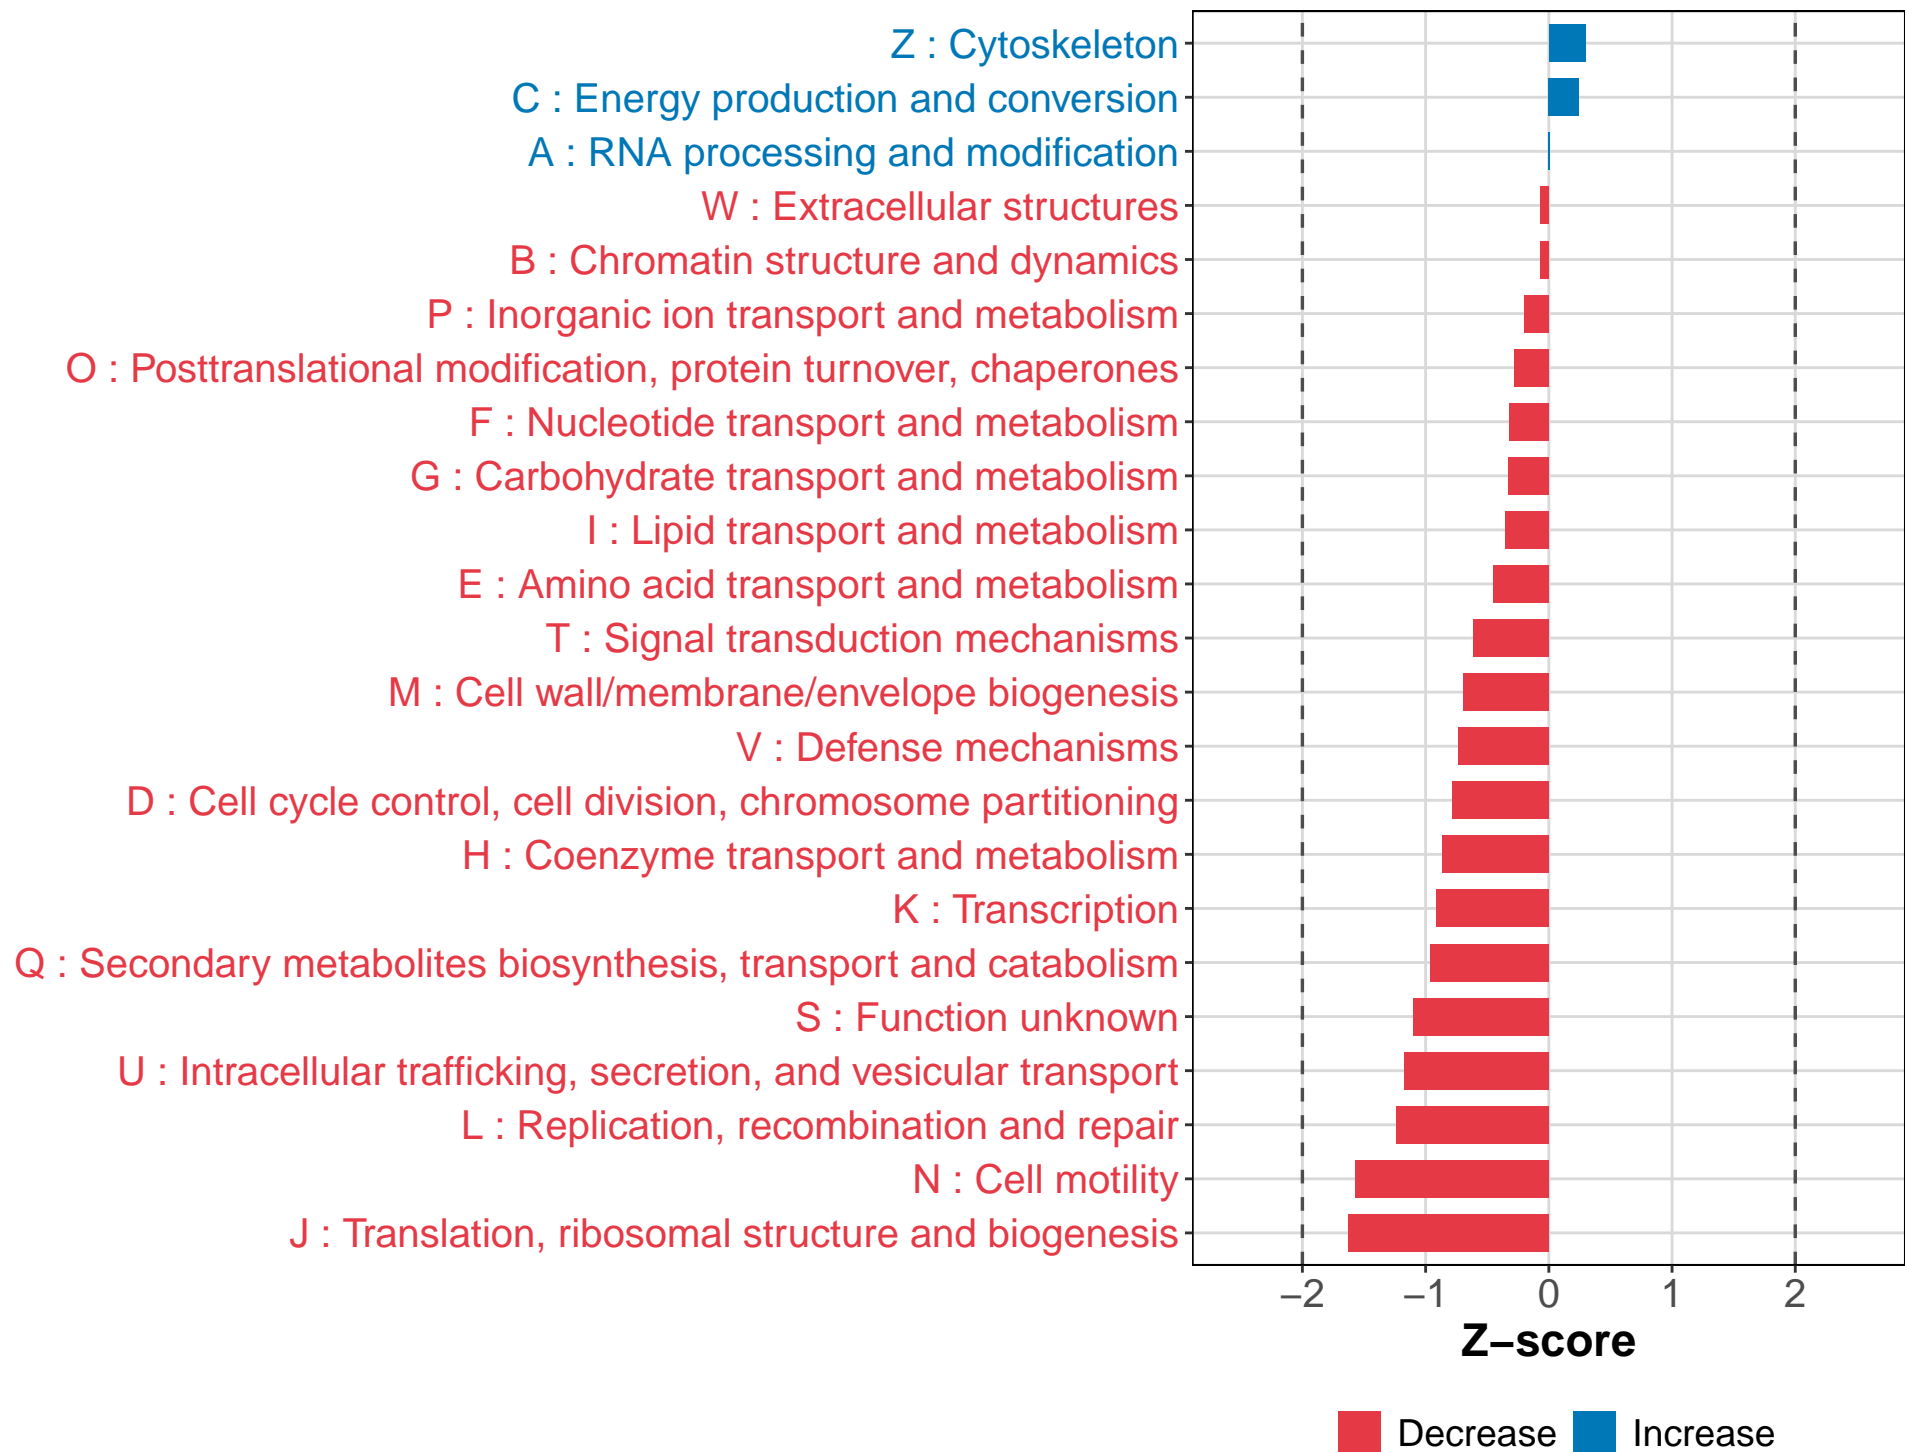 Z : Cytoskeleton
C : Energy production and conversion
A : RNA processing and modification
W : Extracellular structures
B : Chromatin structure and dynamics
P : Inorganic ion transport and metabolism
O : Posttranslational modification, protein turnover, chaperones
F : Nucleotide transport and metabolism
G : Carbohydrate transport and metabolism
I : Lipid transport and metabolism
E : Amino acid transport and metabolism
T : Signal transduction mechanisms
M : Cell wall/membrane/envelope biogenesis
V : Defense mechanisms
D : Cell cycle control, cell division, chromosome partitioning
H : Coenzyme transport and metabolism
K : Transcription
Q : Secondary metabolites biosynthesis, transport and catabolism
S : Function unknown
U : Intracellular trafficking, secretion, and vesicular transport
L : Replication, recombination and repair
N : Cell motility
J : Translation, ribosomal structure and biogenesis
−2 −1 0 1 2
Z−score
Decrease Increase